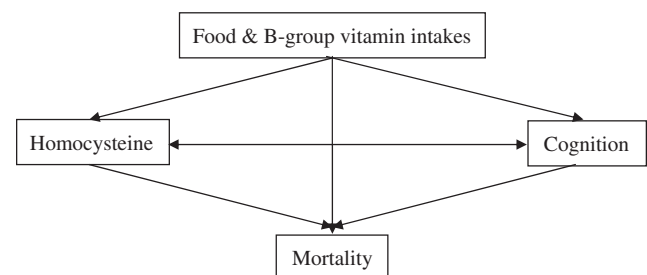 Food & B-group vitamin intakes
Homocysteine
Cognition
Mortality